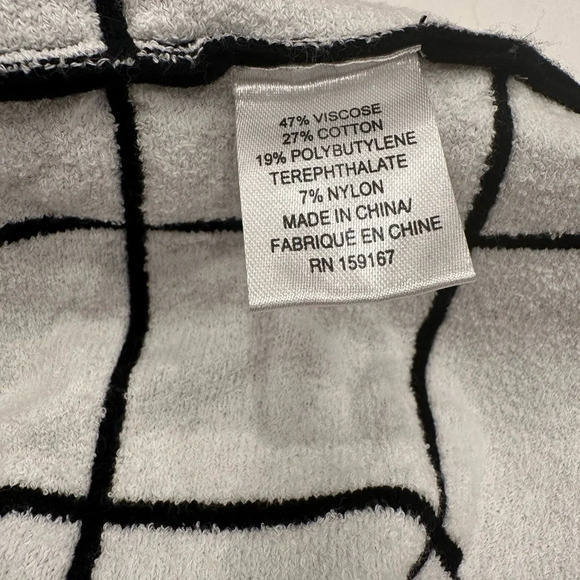 47% VISCOSE
27% COTTON
19% POLYBUTYLENE
TEREPHTHALATE
7% NYLON
MADE IN CHINA/
FABRIQUÉ EN CHINE
RN 159167